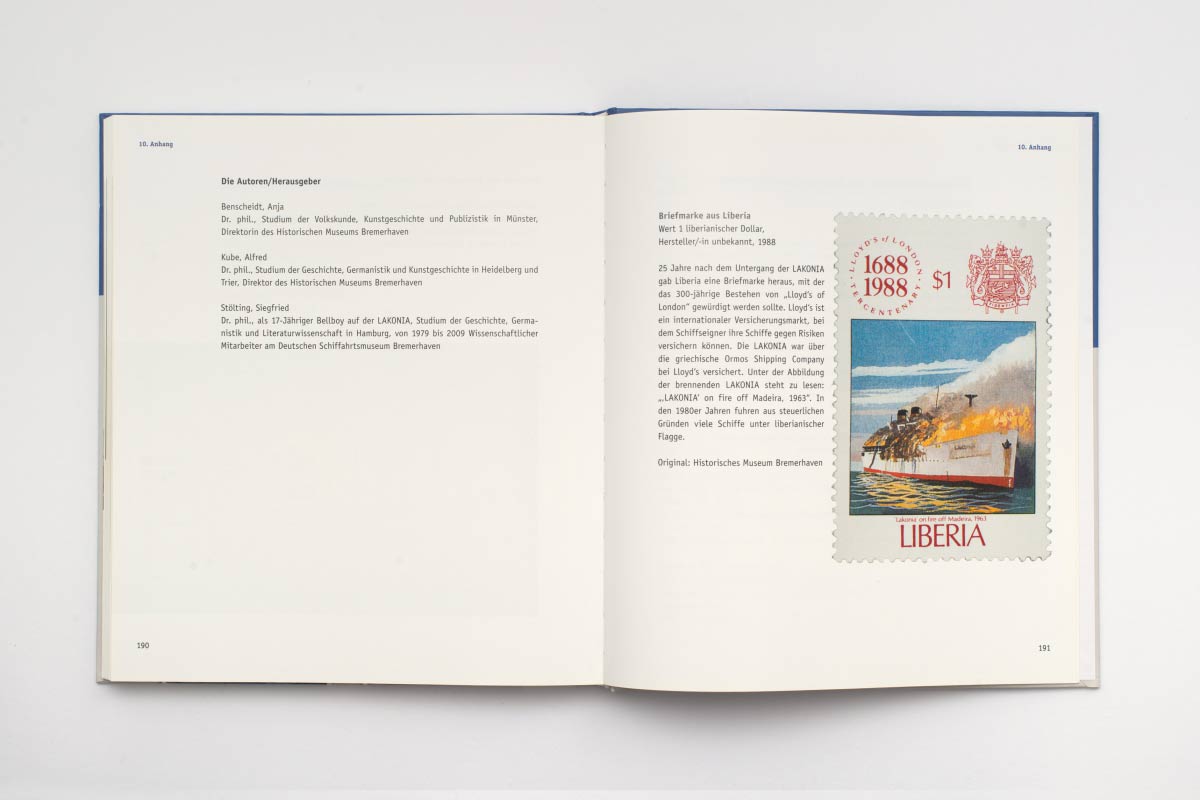 10. Anhang
Die Autoren/Herausgeber
Benscheidt, Anja
Dr. phil., Studium der Volkskunde, Kunstgeschichte und Publizistik in Münster,
Direktorin des Historischen Museums Bremerhaven
Kube, Alfred
Dr. phil., Studium der Geschichte, Germanistik und Kunstgeschichte in Heidelberg und
Trier, Direktor des Historischen Museums Bremerhaven
Stölting, Siegfried
Dr. phil., als 17-Jähriger Bellboy auf der LAKONIA, Studium der Geschichte, Germa-
nistik und Literaturwissenschaft in Hamburg, von 1979 bis 2009 Wissenschaftlicher
Mitarbeiter am Deutschen Schiffahrtsmuseum Bremerhaven
190
10. Anhang
Briefmarke aus Liberia
Wert 1 liberianischer Dollar,
Hersteller/-in unbekannt, 1988
25 Jahre nach dem Untergang der LAKONIA
gab Liberia eine Briefmarke heraus, mit der
das 300-jährige Bestehen von „Lloyd's of
London“ gewürdigt werden sollte. Lloyd's ist
ein internationaler Versicherungsmarkt, bei
dem Schiffseigner ihre Schiffe gegen Risiken
versichern können. Die LAKONIA war über
die griechische Ormos Shipping Company
bei Lloyd's versichert. Unter der Abbildung
der brennenden LAKONIA steht zu lesen:
„‚LAKONIA' on fire off Madeira, 1963“. In
den 1980er Jahren fuhren aus steuerlichen
Gründen viele Schiffe unter liberianischer
Flagge.
Original: Historisches Museum Bremerhaven
LLOYD'S of LONDON
1688
1988
TERCENTENARY
$1
'Lakonia' on fire off Madeira, 1963
LIBERIA
191